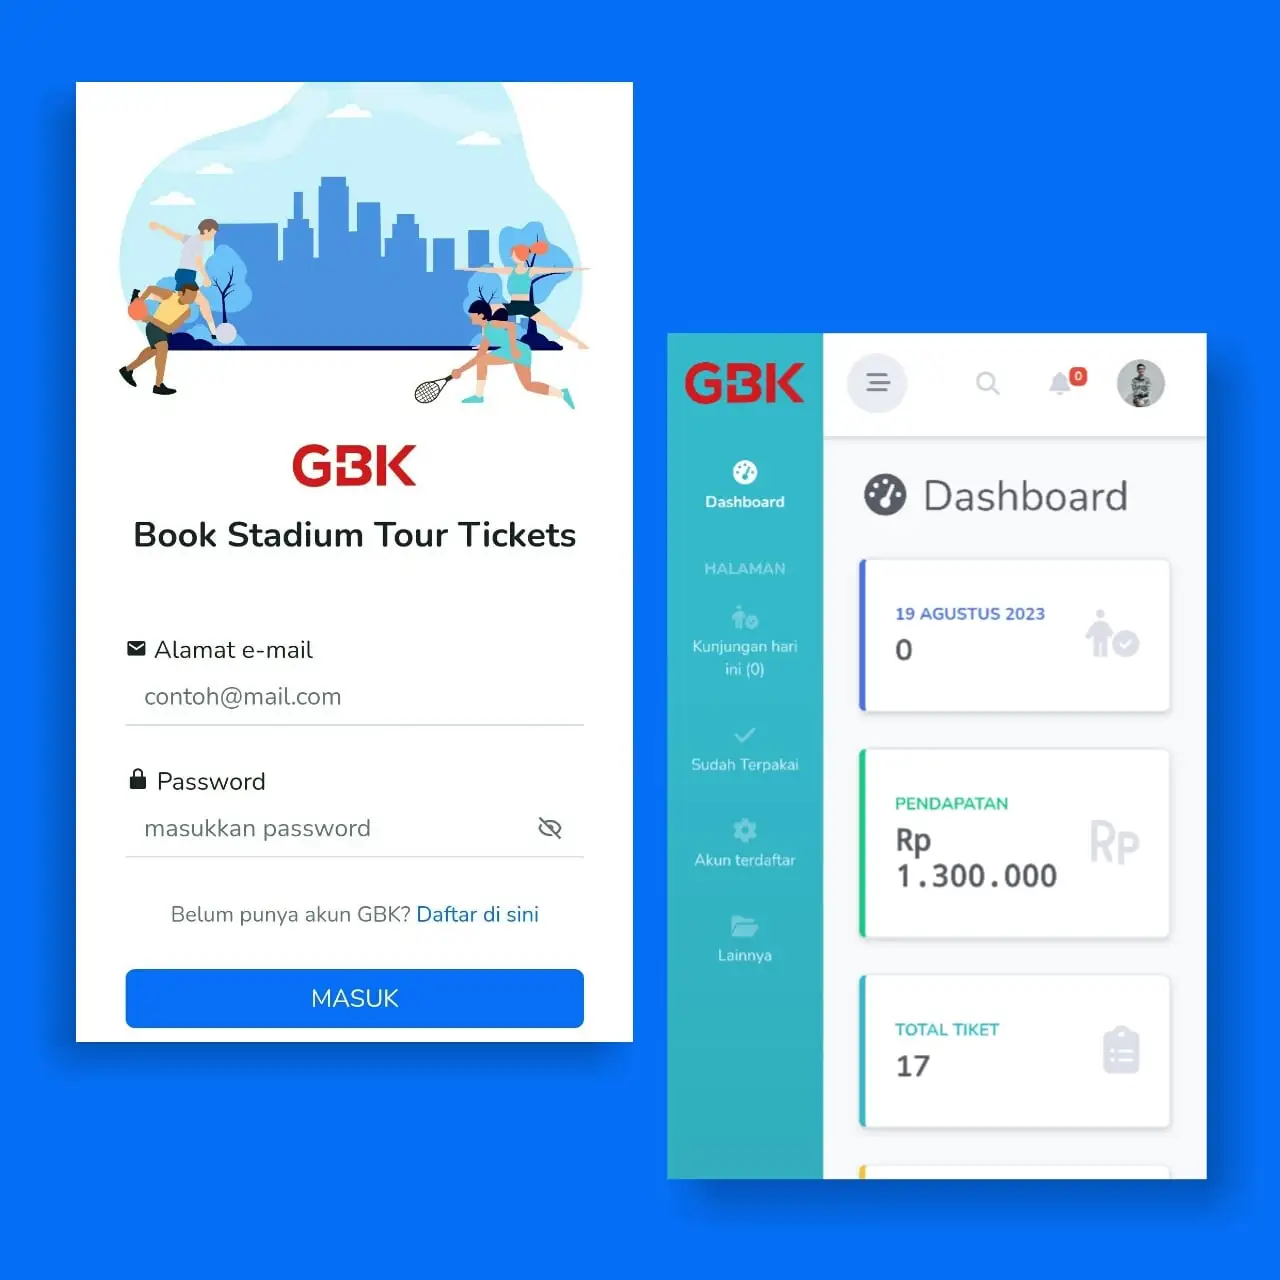 GBK
Book Stadium Tour Tickets
Alamat e-mail
contoh@mail.com
Password
masukkan password
Belum punya akun GBK? Daftar di sini
MASUK
GBK
0
Dashboard
HALAMAN
Kunjungan hari
ini (0)
Sudah Terpakai
Akun terdaftar
Lainnya
Dashboard
19 AGUSTUS 2023
0
PENDAPATAN
Rp
1.300.000
Rp
TOTAL TIKET
17